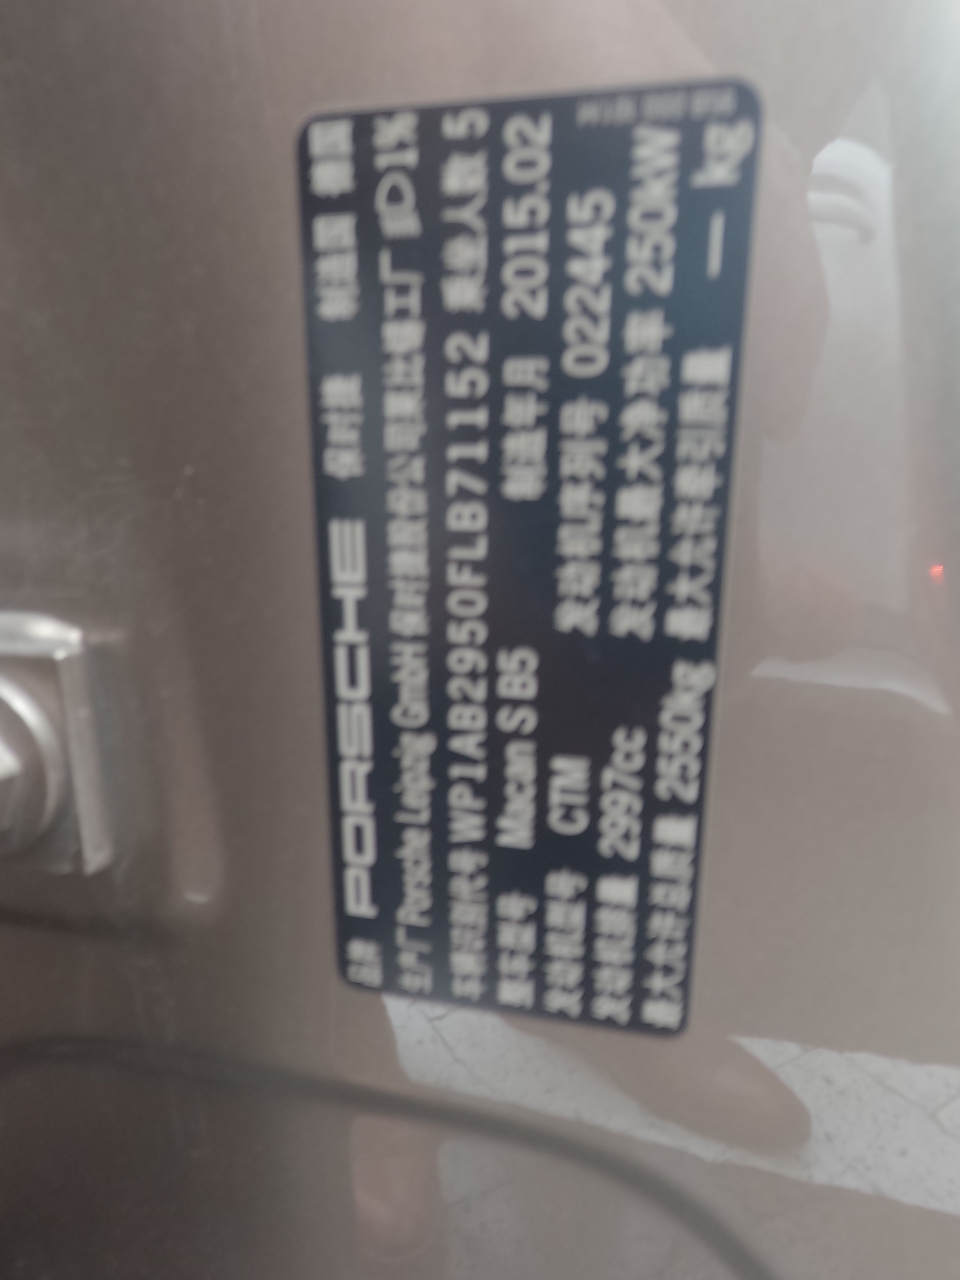 品牌 PORSCHE 保时捷 制造国 德国
生产厂 Porsche Leipzig GmbH 保时捷股份公司莱比锡工厂
车辆识别代号 WP1AB2950FLB71152 乘坐人数 5
整车型号 Macan S B5 制造年月 2015.02
发动机型号 CTM 发动机序列号 022445
发动机排量 2997cc 发动机最大净功率 250kW
最大允许总质量 2550kg 最大允许牵引质量 — kg